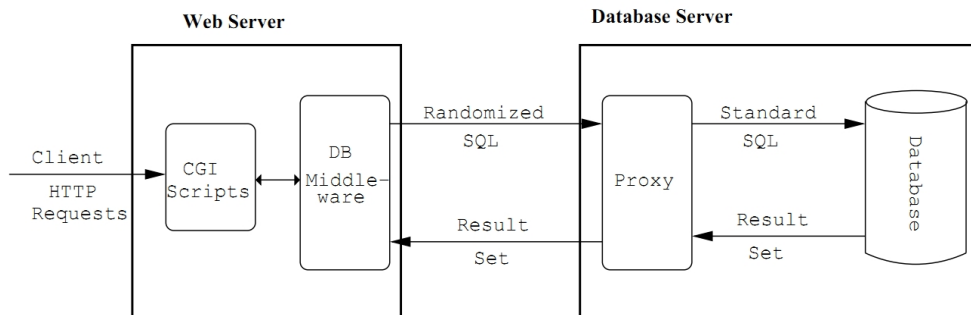 Web Server
Database Server
Client
HTTP
Requests
CGI
Scripts
DB
Middle-
ware
Randomized
SQL
Result
Set
Proxy
Standard
SQL
Result
Set
Database